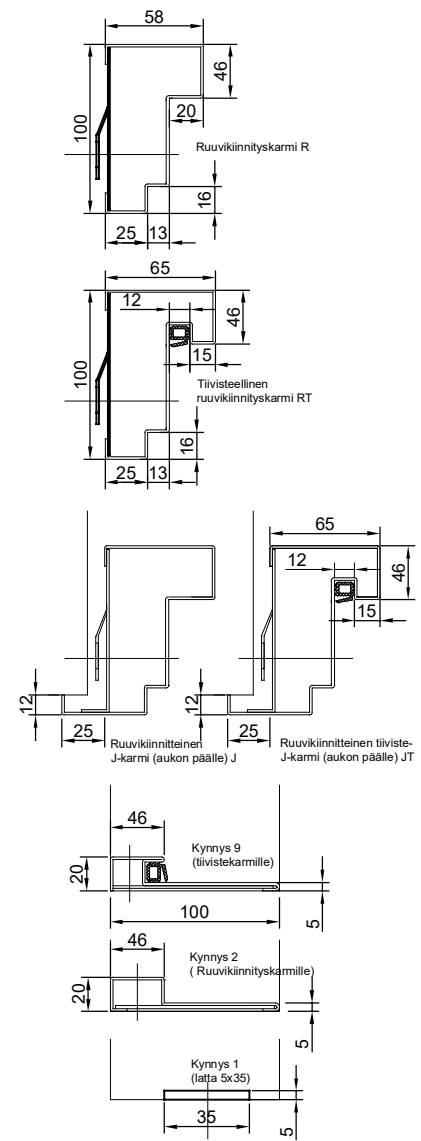 58
46
20
100
Ruuvikiinnityskarmi R
16
25
13
65
12
46
15
100
Tiivisteellinen
ruuvikiinnityskarmi RT
16
25
13
65
12
46
15
12
25
12
25
Ruuvikiinnitteinen
J-karmi (aukon päälle) J
Ruuvikiinnitteinen tiiviste-
J-karmi (aukon päälle) JT
46
Kynnys 9
(tiivistekarmille)
20
100
5
46
Kynnys 2
( Ruuvikiinnityskarmille)
20
5
Kynnys 1
(latta 5x35)
35
5